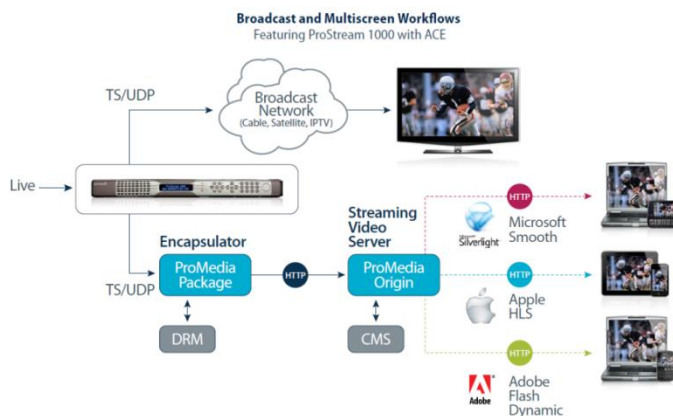 Broadcast and Multiscreen Workflows
Featuring ProStream 1000 with ACE
TS/UDP
Broadcast
Network
(Cable, Satellite, IPTV)
Live
Streaming
Video
Server
Encapsulator
ProMedia
Package
HTTP
ProMedia
Origin
TS/UDP
DRM
CMS
HTTP
Microsoft
Silverlight
Microsoft
Smooth
HTTP
Apple
HLS
HTTP
Adobe
Adobe
Flash
Dynamic